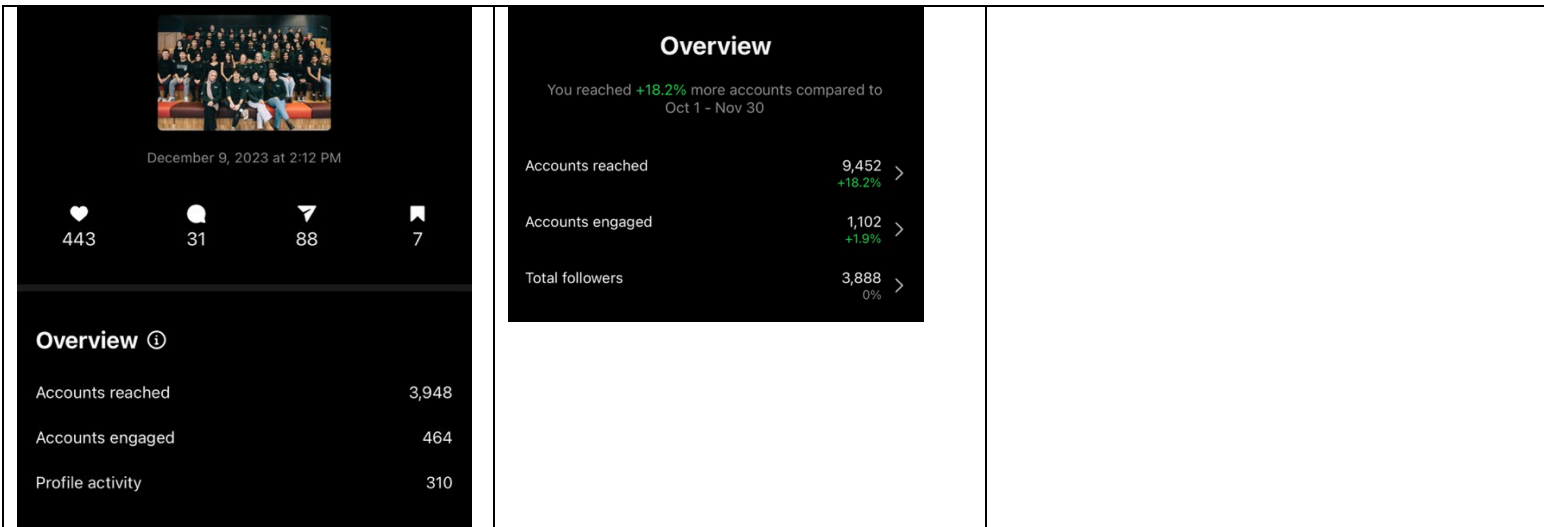 December 9, 2023 at 2:12 PM
443 31 88 7
Overview
Accounts reached 3,948
Accounts engaged 464
Profile activity 310
Overview
You reached +18.2% more accounts compared to
Oct 1 - Nov 30
Accounts reached 9,452
+18.2%
Accounts engaged 1,102
+1.9%
Total followers 3,888
0%